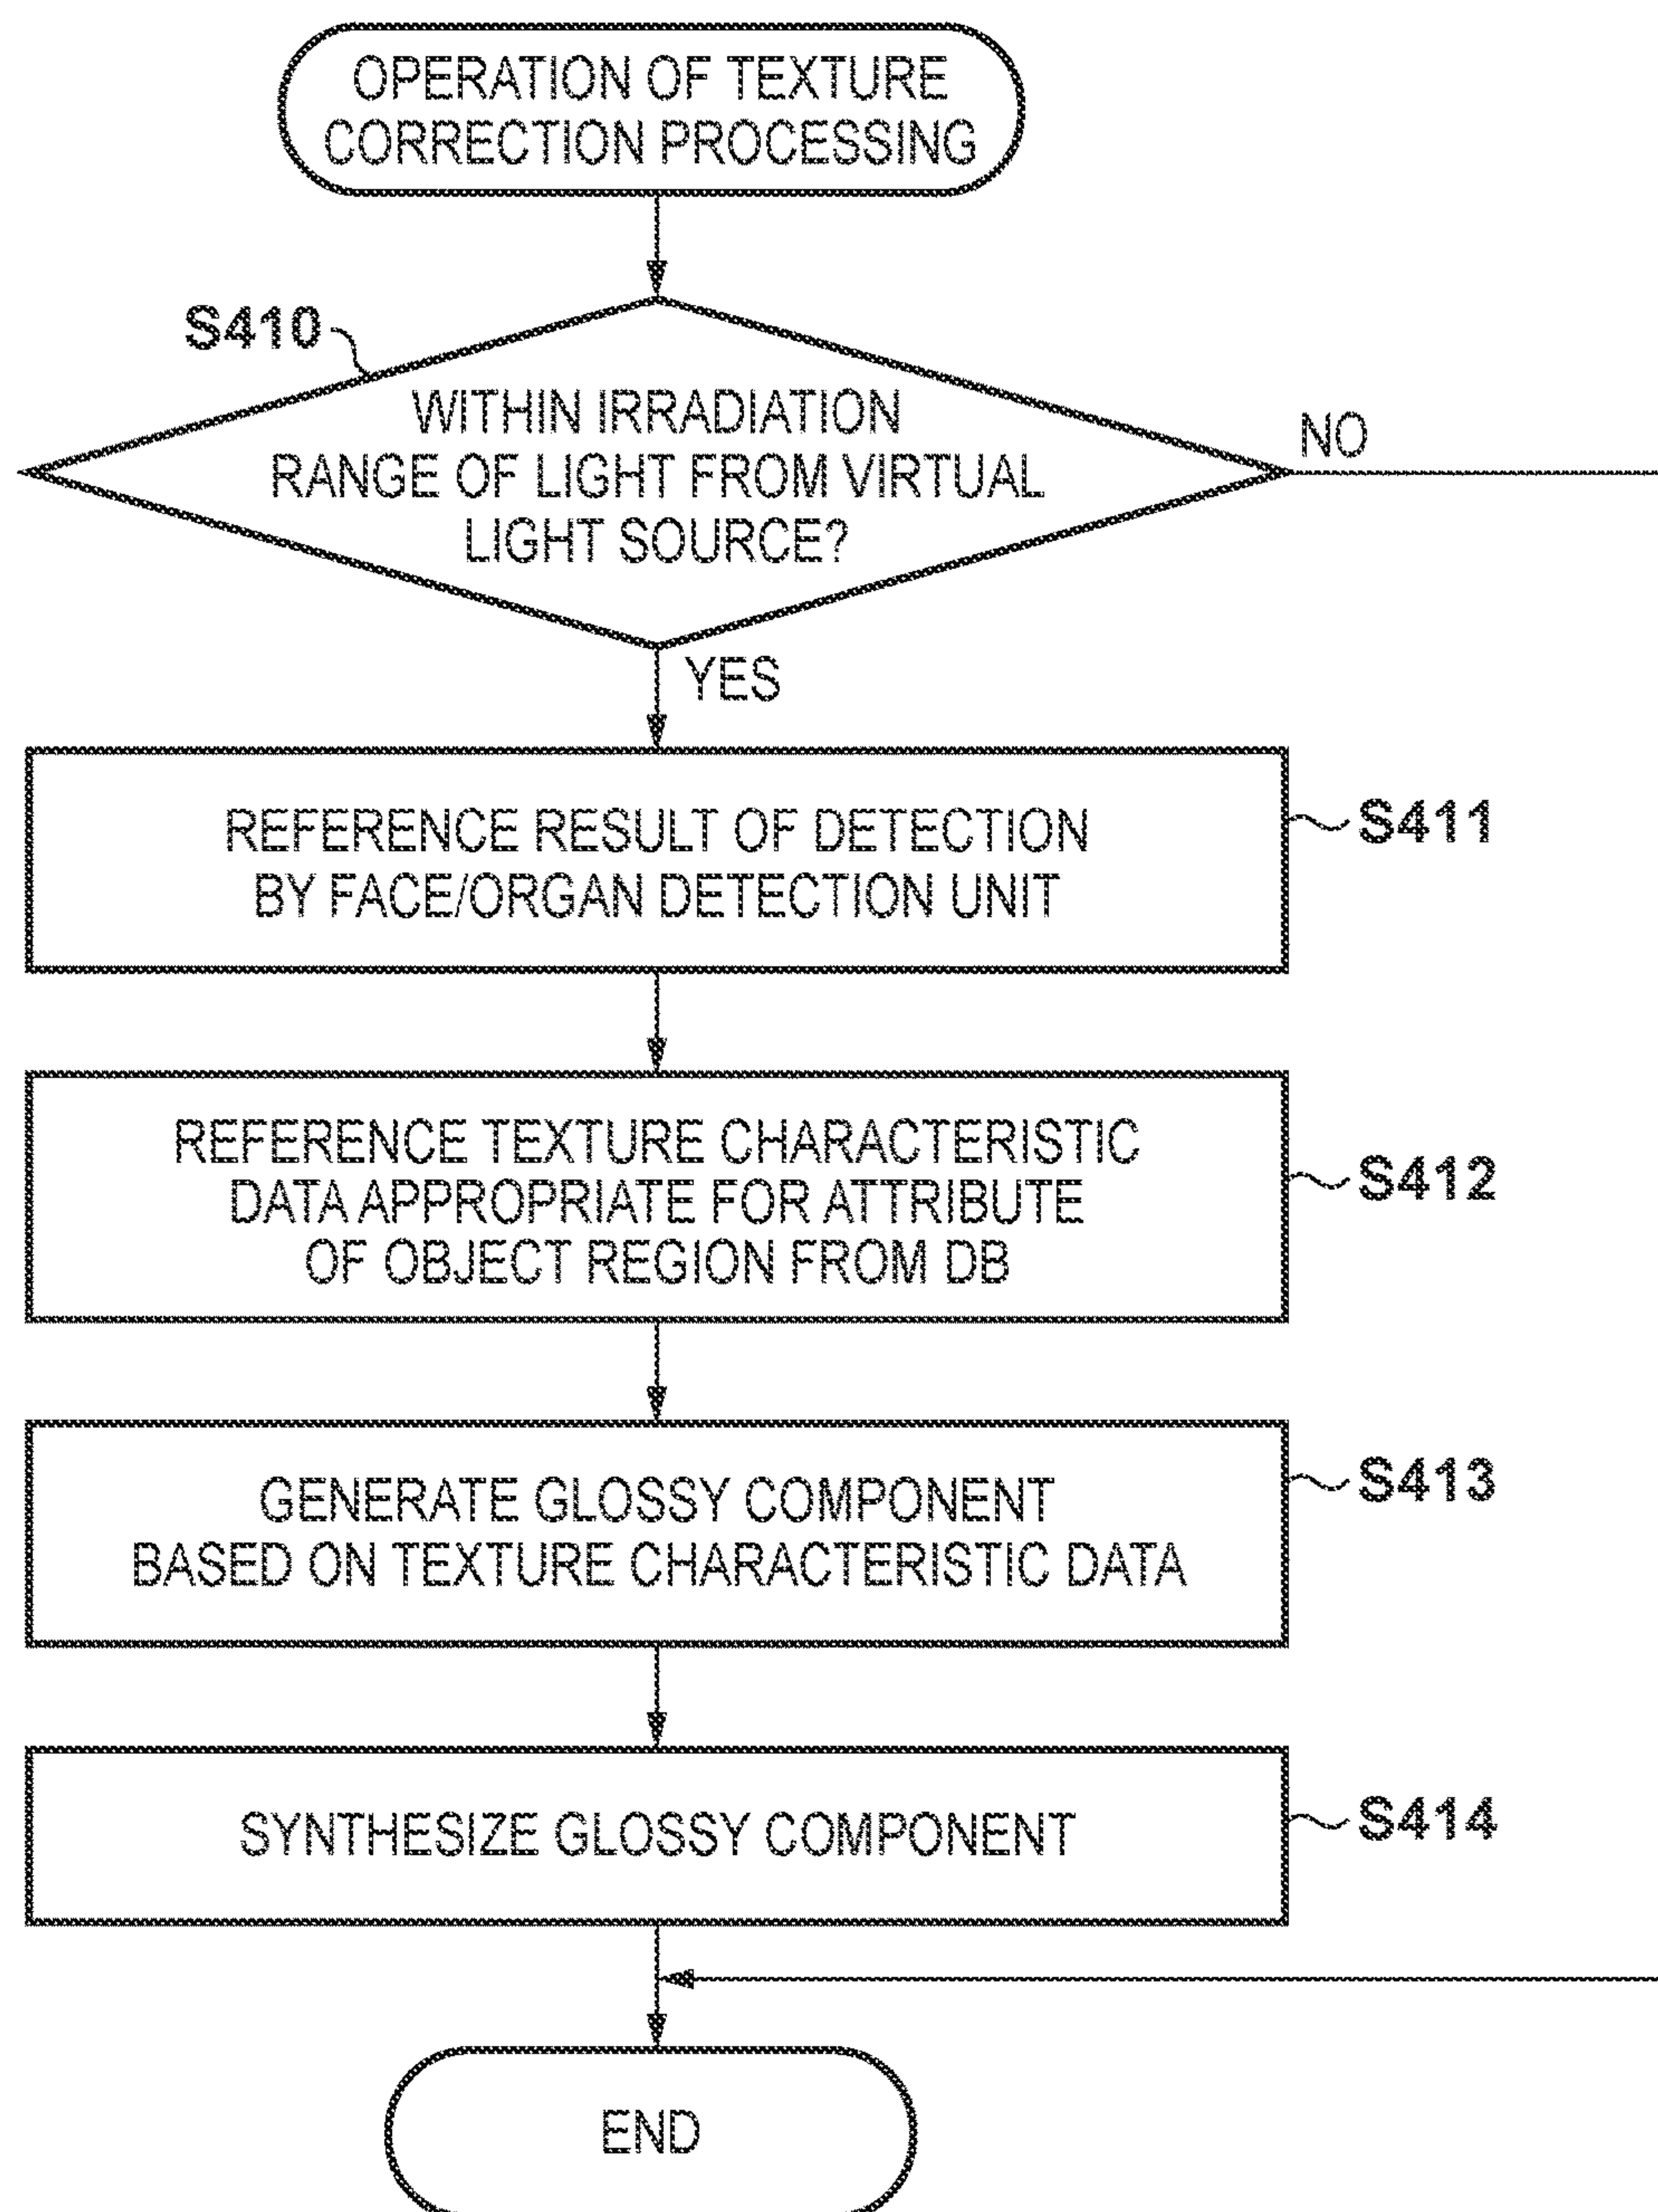 OPERATION OF TEXTURE
CORRECTION PROCESSING
S410
WITHIN IRRADIATION
RANGE OF LIGHT FROM VIRTUAL
LIGHT SOURCE?
NO
YES
REFERENCE RESULT OF DETECTION
BY FACE/ORGAN DETECTION UNIT
S411
REFERENCE TEXTURE CHARACTERISTIC
DATA APPROPRIATE FOR ATTRIBUTE
OF OBJECT REGION FROM DB
S412
GENERATE GLOSSY COMPONENT
BASED ON TEXTURE CHARACTERISTIC DATA
S413
SYNTHESIZE GLOSSY COMPONENT
S414
END